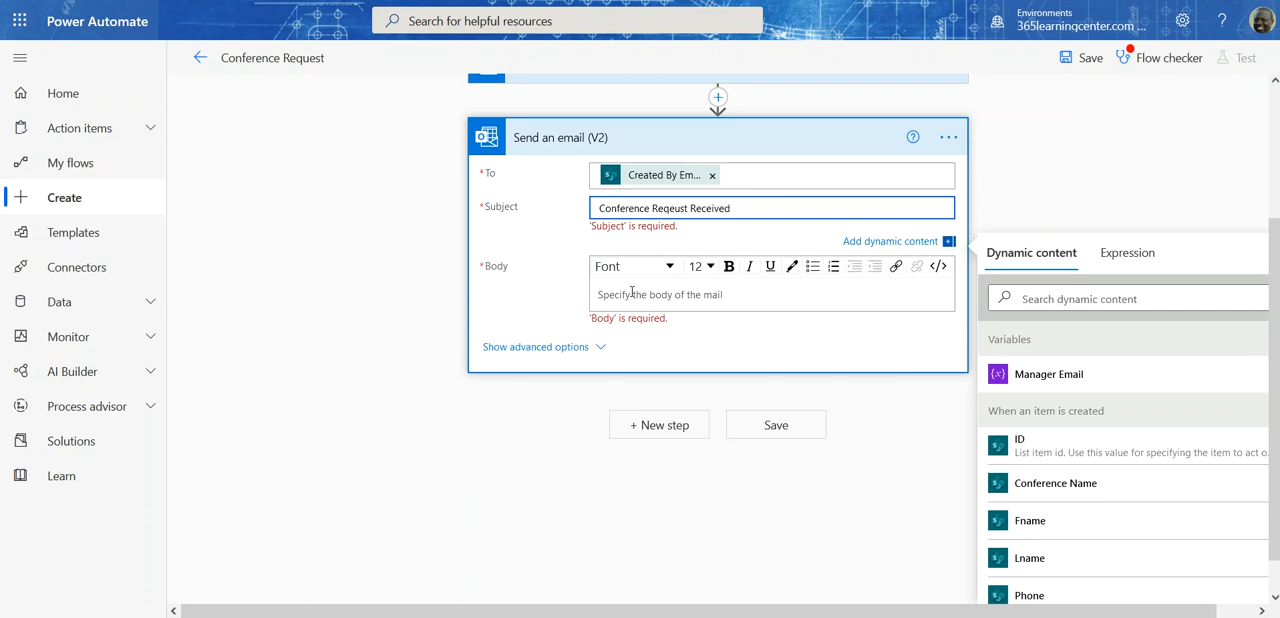 Power Automate
Search for helpful resources
Environments
365learningcenter.com ...
?
Conference Request
Save
Flow checker
Test
Home
Action items
My flows
Create
Templates
Connectors
Data
Monitor
AI Builder
Process advisor
Solutions
Learn
Send an email (V2)
* To
Created By Em... ×
* Subject
Conference Reqeust Received
'Subject' is required.
Add dynamic content
* Body
Font 12 B I U </>
Specify the body of the mail
'Body' is required.
Show advanced options
+ New step
Save
Dynamic content
Expression
Search dynamic content
Variables
{x} Manager Email
When an item is created
ID
List item id. Use this value for specifying the item to act o
Conference Name
Fname
Lname
Phone